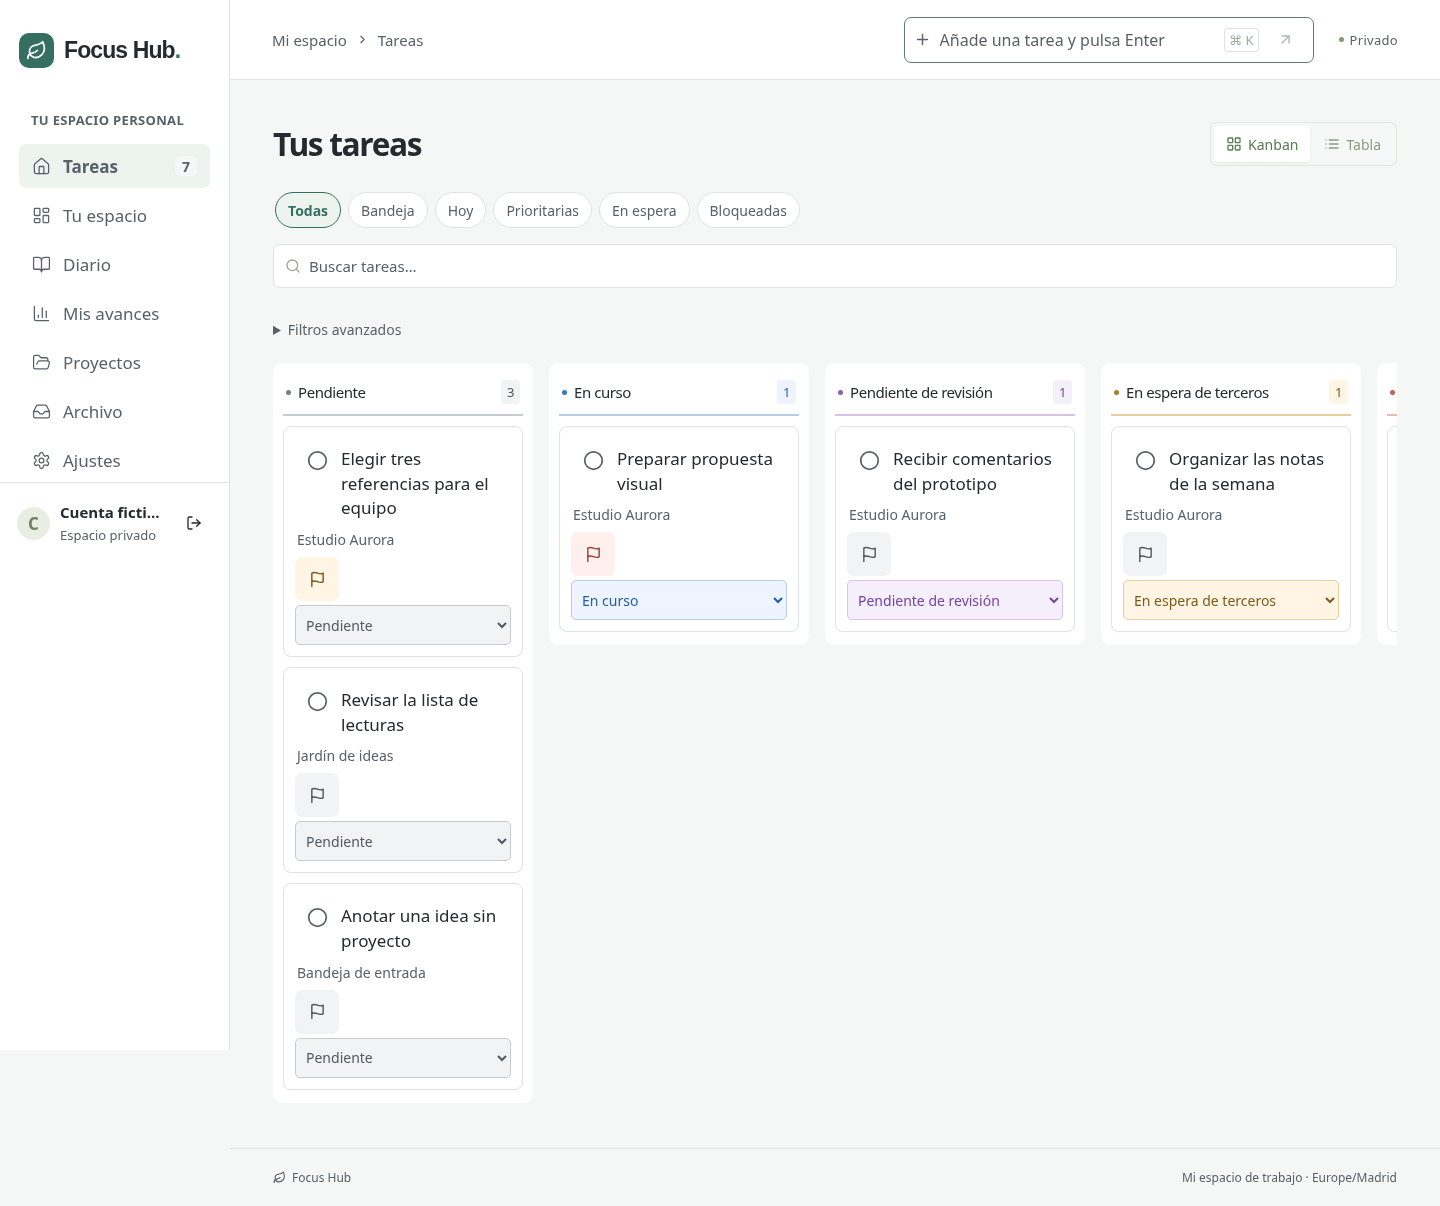 Focus Hub.
TU ESPACIO PERSONAL
Tareas 7
Tu espacio
Diario
Mis avances
Proyectos
Archivo
Ajustes
C
Cuenta ficti...
Espacio privado
Mi espacio > Tareas
+ Añade una tarea y pulsa Enter ⌘ K
Privado
Tus tareas
Kanban
Tabla
Todas
Bandeja
Hoy
Prioritarias
En espera
Bloqueadas
Buscar tareas...
Filtros avanzados
Pendiente 3
Elegir tres
referencias para el
equipo
Estudio Aurora
Pendiente
Revisar la lista de
lecturas
Jardín de ideas
Pendiente
Anotar una idea sin
proyecto
Bandeja de entrada
Pendiente
En curso 1
Preparar propuesta
visual
Estudio Aurora
En curso
Pendiente de revisión 1
Recibir comentarios
del prototipo
Estudio Aurora
Pendiente de revisión
En espera de terceros 1
Organizar las notas
de la semana
Estudio Aurora
En espera de terceros
Focus Hub
Mi espacio de trabajo · Europe/Madrid